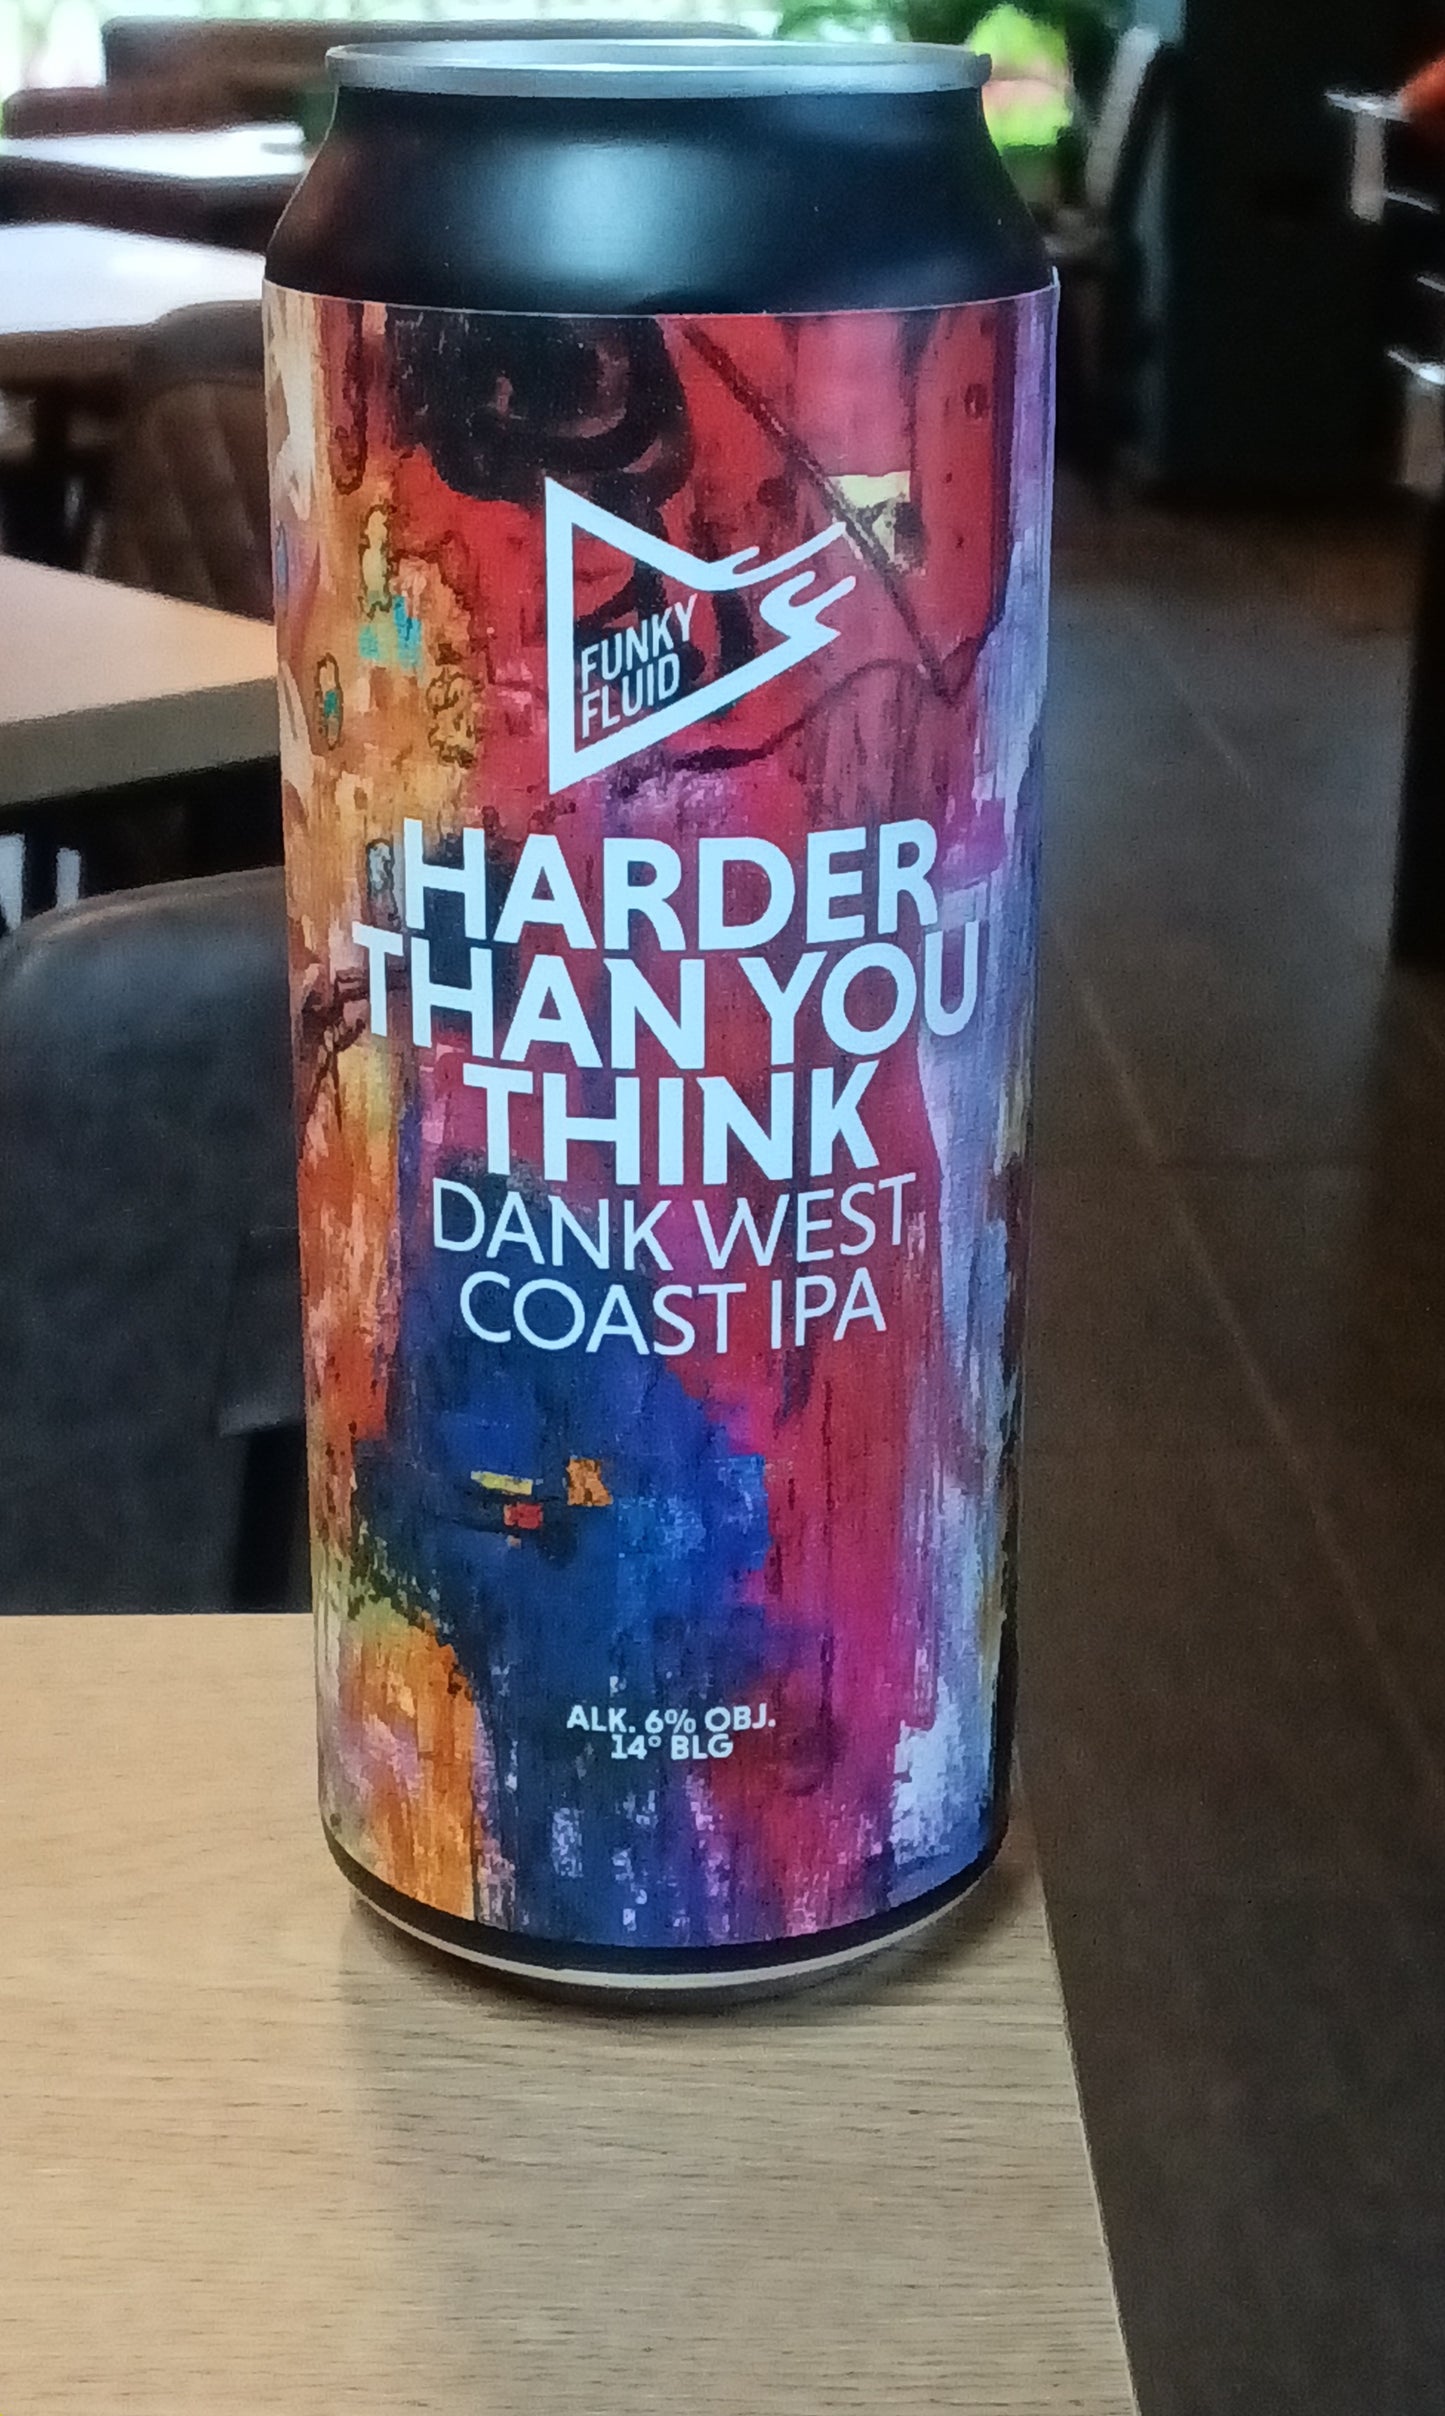 FUNKY
FLUID
HARDER
THAN YOU
THINK
DANK WEST
COAST IPA
ALK. 6% OBJ.
14° BLG